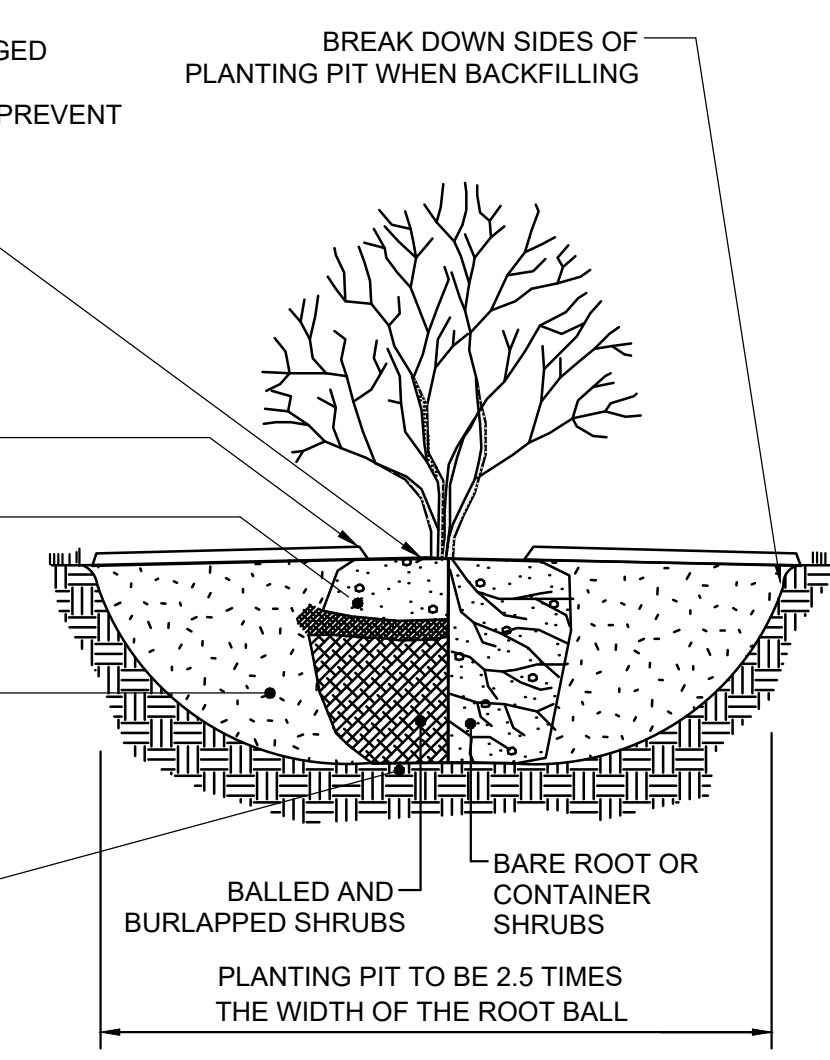 GED
PREVENT
BREAK DOWN SIDES OF
PLANTING PIT WHEN BACKFILLING
BALLED AND
BURLAPPED SHRUBS
BARE ROOT OR
CONTAINER
SHRUBS
PLANTING PIT TO BE 2.5 TIMES
THE WIDTH OF THE ROOT BALL